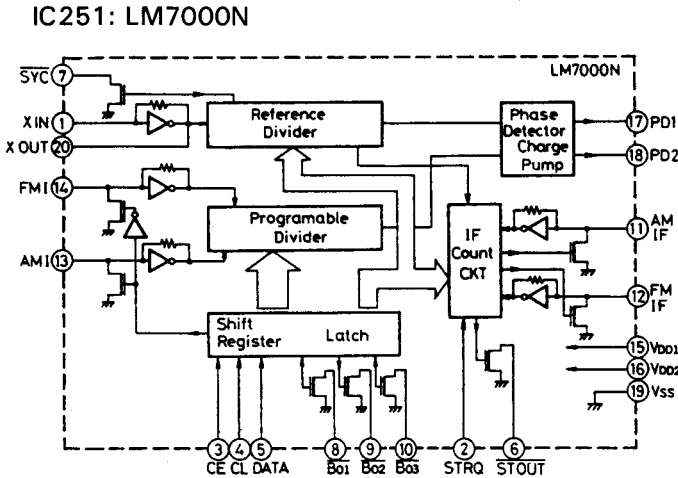 IC251: LM7000N
LM7000N
SYC 7
X IN 1
X OUT 20
FMI 14
AMI 13
Reference
Divider
Programable
Divider
Shift
Register
Latch
Phase
Detector
Charge
Pump
IF
Count
CKT
17 PD1
18 PD2
11 AM
IF
12 FM
IF
15 VDD1
16 VDD2
19 VSS
3 4 5 8 9 10 2 6
CE CL DATA BO1 BO2 BO3 STRQ STOUT